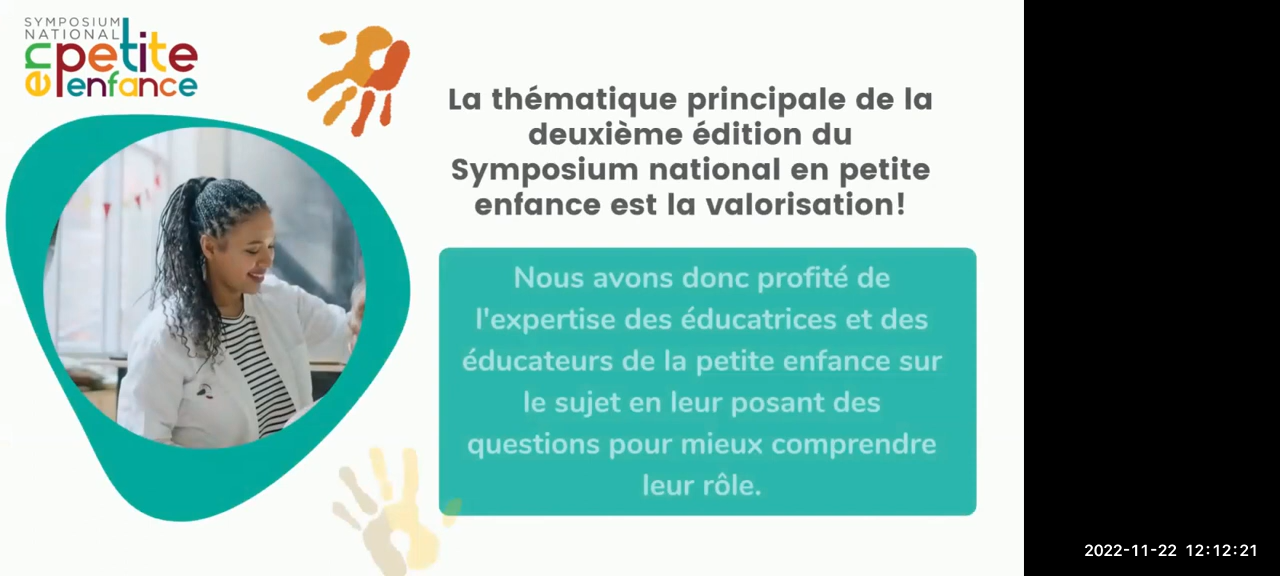 SYMPOSIUM
NATIONAL
en petite
enfance
La thématique principale de la
deuxième édition du
Symposium national en petite
enfance est la valorisation!
Nous avons donc profité de
l'expertise des éducatrices et des
éducateurs de la petite enfance sur
le sujet en leur posant des
questions pour mieux comprendre
leur rôle.
2022-11-22 12:12:21